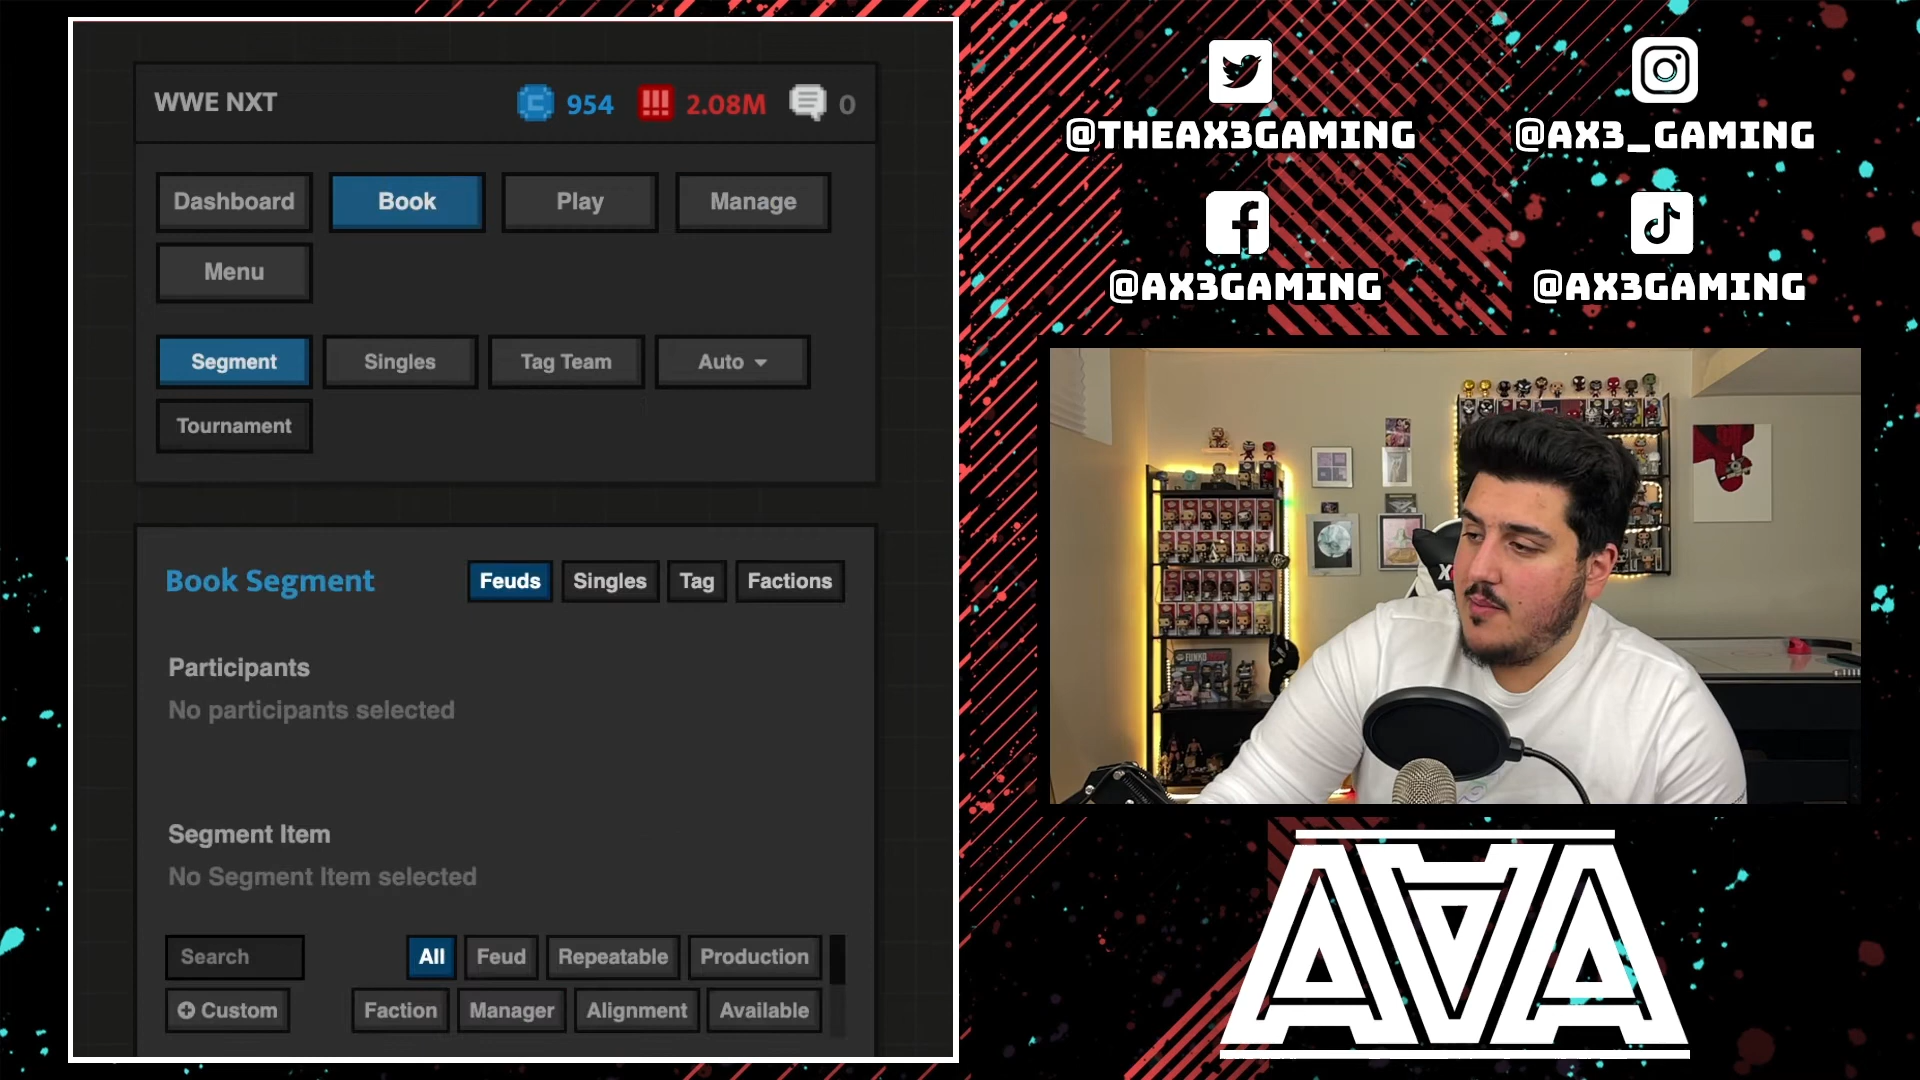 WWE NXT
954
2.08M
0
Dashboard
Book
Play
Manage
Menu
Segment
Singles
Tag Team
Auto
Tournament
Book Segment
Feuds
Singles
Tag
Factions
Participants
No participants selected
Segment Item
No Segment Item selected
Search
All
Feud
Repeatable
Production
Custom
Faction
Manager
Alignment
Available
@THEAX3GAMING
@AX3_GAMING
@AX3GAMING
@AX3GAMING
FUNKO
X